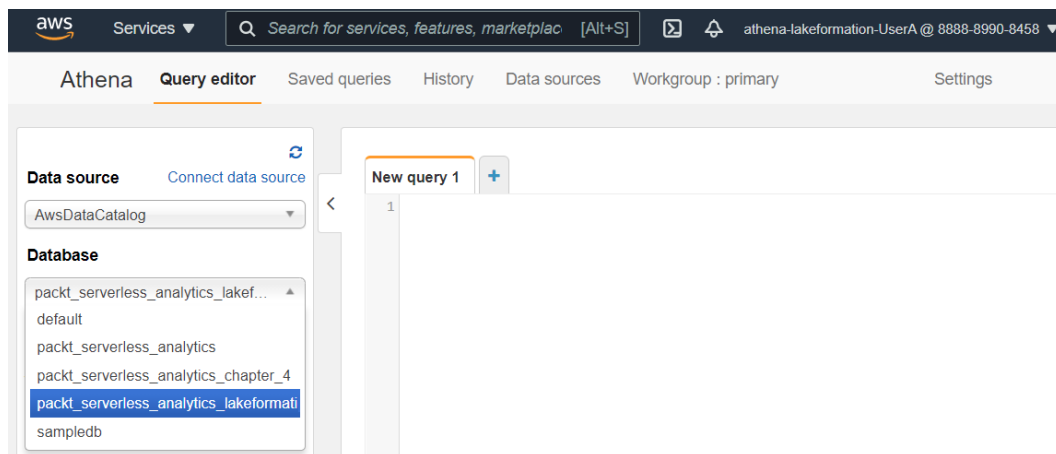 aws Services ▼ Search for services, features, marketplac [Alt+S] athena-lakeformation-UserA @ 8888-8990-8458 ▼
Athena Query editor Saved queries History Data sources Workgroup : primary Settings
Data source Connect data source
AwsDataCatalog
Database
packt_serverless_analytics_lakef...
default
packt_serverless_analytics
packt_serverless_analytics_chapter_4
packt_serverless_analytics_lakeformati
sampledb
New query 1 +
1